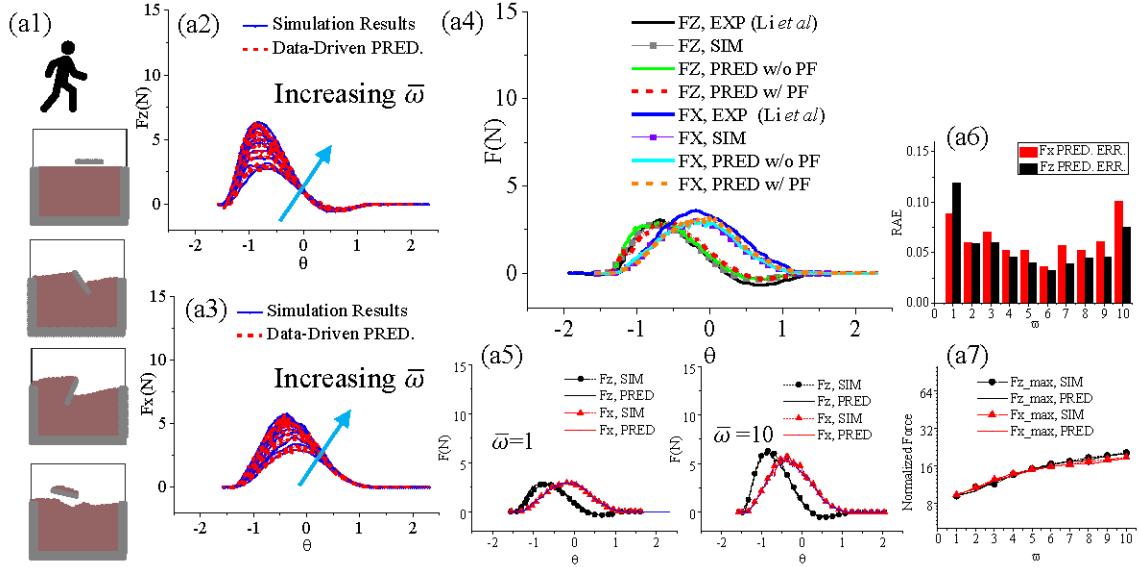 (a1)
(a2)
Simulation Results
Data-Driven PRED.
Increasing ω̅
Fz(N)
15
10
5
0
-2
-1
0
1
2
θ
(a3)
Simulation Results
Data-Driven PRED.
Increasing ω̅
Fx(N)
15
10
5
0
-2
-1
0
1
2
θ
(a4)
FZ, EXP (Li et al)
FZ, SIM
FZ, PRED w/o PF
FZ, PRED w/ PF
FX, EXP (Li et al)
FX, SIM
FX, PRED w/o PF
FX, PRED w/ PF
F(N)
15
10
5
0
-2
-1
0
1
2
θ
(a5)
Fz, SIM
Fz, PRED
Fx, SIM
Fx, PRED
ω̅=1
F(N)
15
10
5
0
-2
-1
0
1
2
θ
Fz, SIM
Fz, PRED
Fx, SIM
Fx, PRED
ω̅=10
F(N)
15
10
5
0
-2
-1
0
1
2
θ
(a6)
Fx PRED. ERR.
Fz PRED. ERR.
RAE
0.15
0.10
0.05
0.00
0 1 2 3 4 5 6 7 8 9 10
ϖ
(a7)
Fz_max, SIM
Fz_max, PRED
Fx_max, SIM
Fx_max, PRED
Normalized Force
64
32
16
8
0 1 2 3 4 5 6 7 8 9 10
ϖ